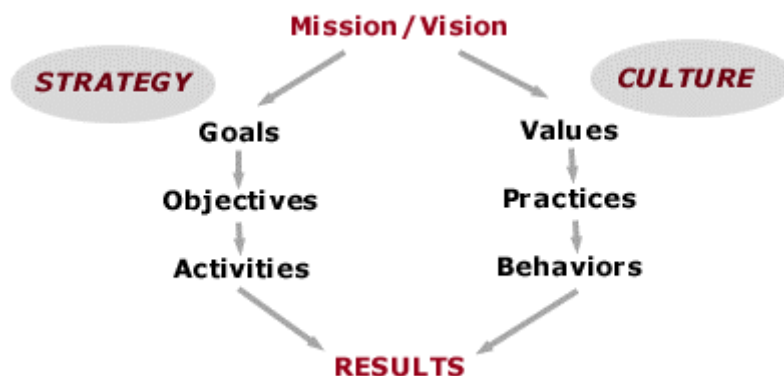 Mission/Vision
STRATEGY
CULTURE
Goals
Values
Objectives
Practices
Activities
Behaviors
RESULTS